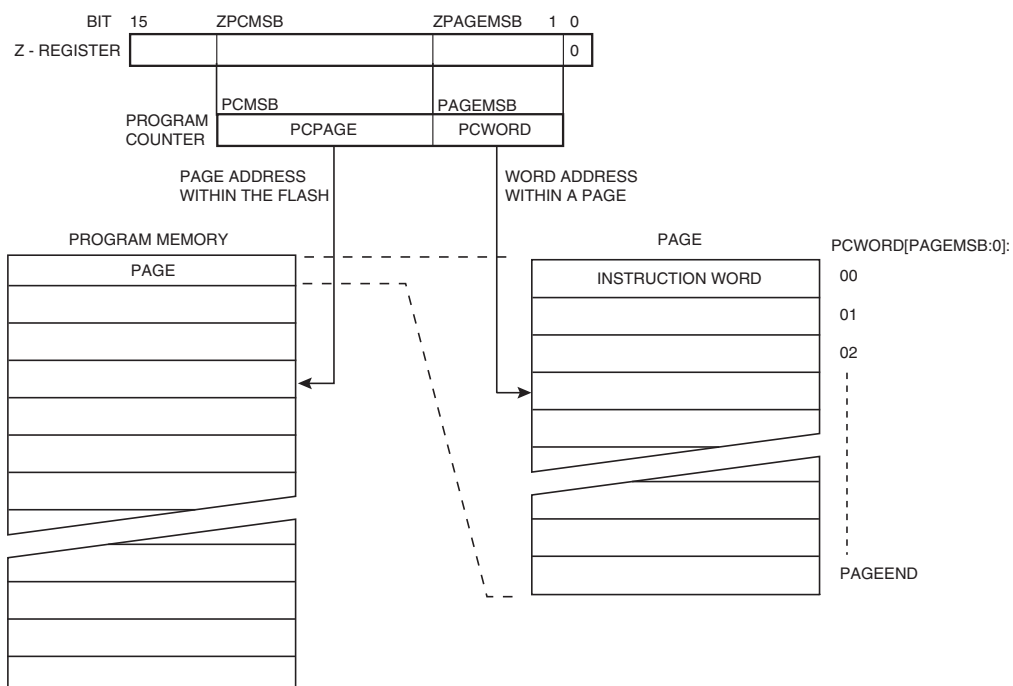 BIT 15 ZPCMSB ZPAGEMSB 1 0
Z - REGISTER 0
PCMSB PAGEMSB
PROGRAM
COUNTER
PCPAGE PCWORD
PAGE ADDRESS
WITHIN THE FLASH
WORD ADDRESS
WITHIN A PAGE
PROGRAM MEMORY
PAGE
PAGE
INSTRUCTION WORD
PCWORD[PAGEMSB:0]:
00
01
02
PAGEEND